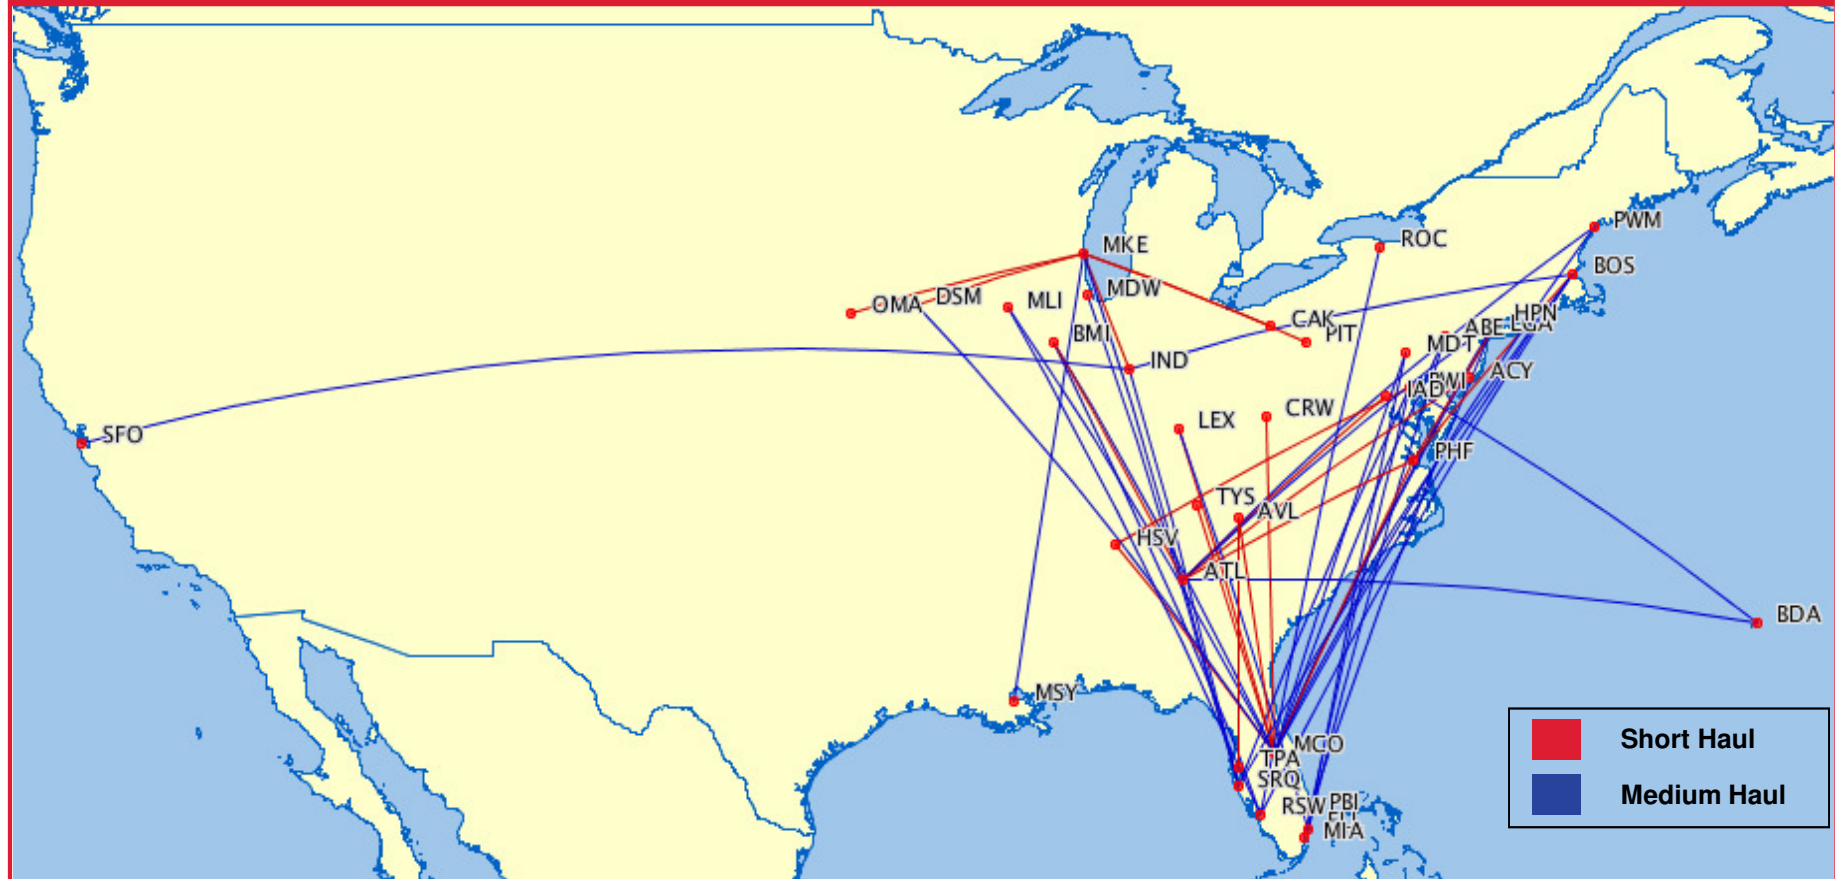 PWM
ROC
MKE
BOS
MDW
OMA
DSM
MLI
HPN
CAK
ABE
LGA
PIT
BMI
MDT
IND
ACY
BWI
IAD
CRW
LEX
SFO
PHF
TYS
AVL
HSV
ATL
BDA
MSY
MCO
Short Haul
TPA
SRQ
Medium Haul
RSW
PBI
FLL
MIA